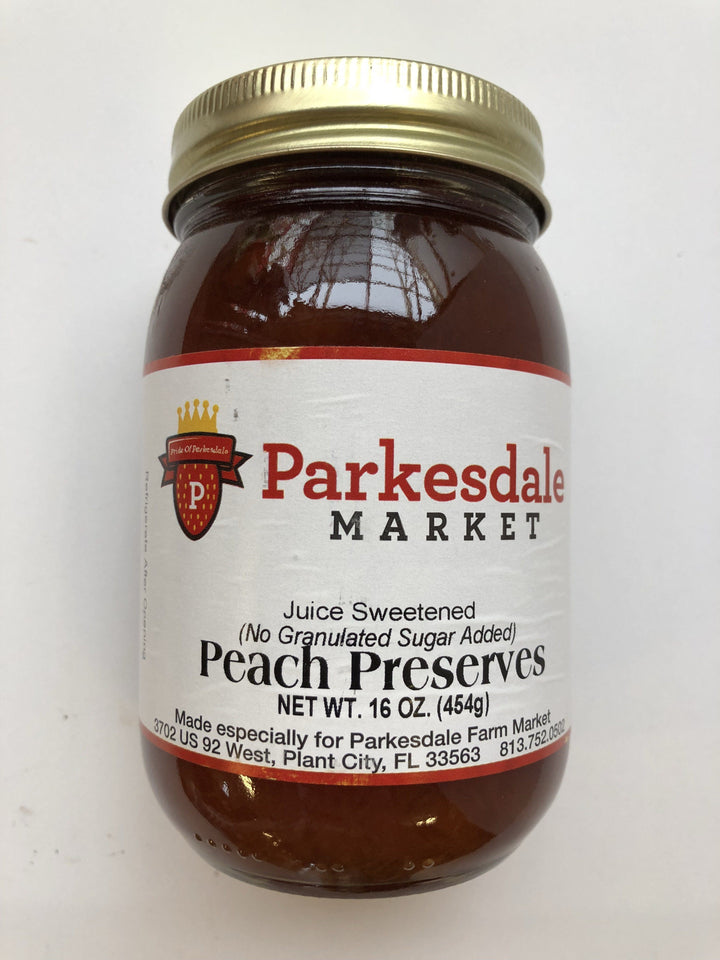 Pride Of Parkesdale
P
Parkesdale
MARKET
Refrigerate After Opening
Juice Sweetened
(No Granulated Sugar Added)
Peach Preserves
NET WT. 16 OZ. (454g)
Made especially for Parkesdale Farm Market
3702 US 92 West, Plant City, FL 33563 813.752.0502